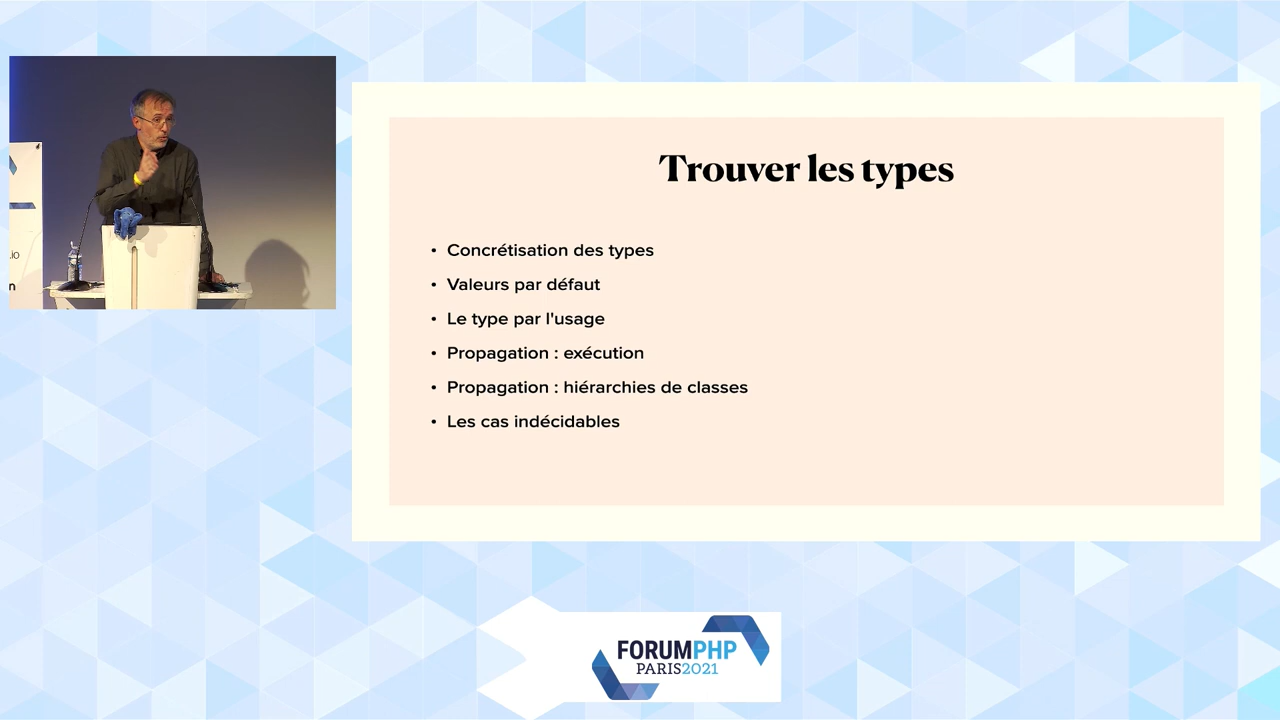 .io
n
Trouver les types
• Concrétisation des types
• Valeurs par défaut
• Le type par l'usage
• Propagation : exécution
• Propagation : hiérarchies de classes
• Les cas indécidables
FORUMPHP
PARIS2021